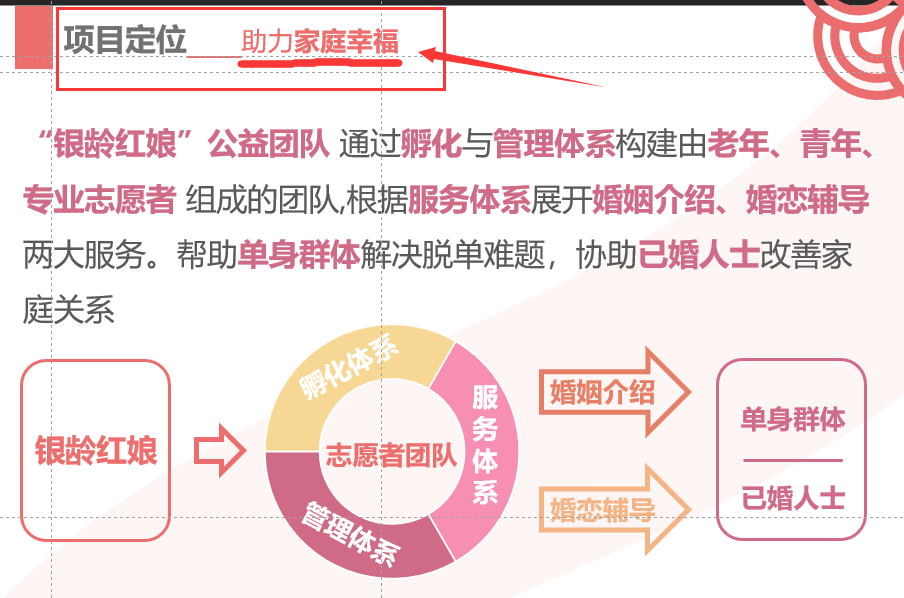 项目定位____助力家庭幸福
“银龄红娘”公益团队 通过孵化与管理体系构建由老年、青年、
专业志愿者 组成的团队,根据服务体系展开婚姻介绍、婚恋辅导
两大服务。帮助单身群体解决脱单难题，协助已婚人士改善家
庭关系
银龄红娘
孵化体系
服务体系
管理体系
志愿者团队
婚姻介绍
婚恋辅导
单身群体
已婚人士